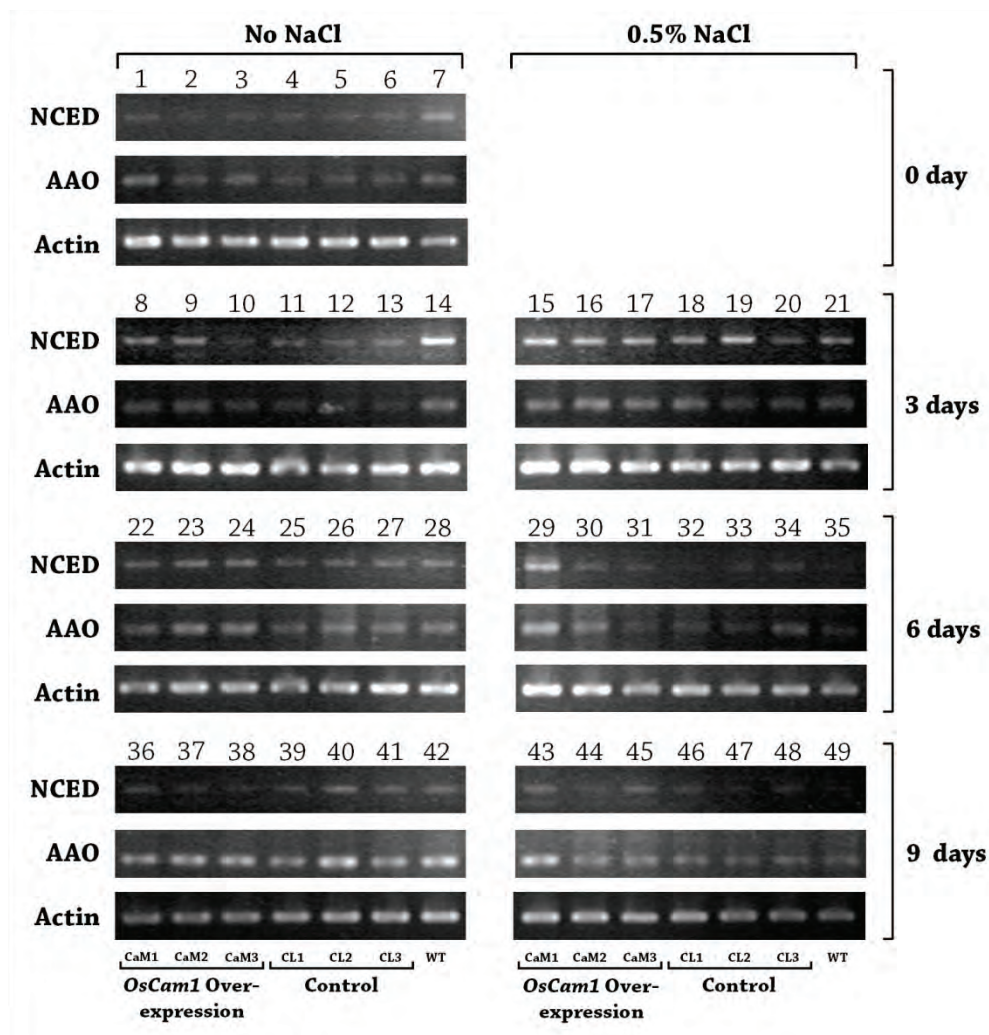 No NaCl 0.5% NaCl
1 2 3 4 5 6 7
NCED
AAO
Actin
0 day
8 9 10 11 12 13 14 15 16 17 18 19 20 21
NCED
AAO
Actin
3 days
22 23 24 25 26 27 28 29 30 31 32 33 34 35
NCED
AAO
Actin
6 days
36 37 38 39 40 41 42 43 44 45 46 47 48 49
NCED
AAO
Actin
9 days
CaM1 CaM2 CaM3 CL1 CL2 CL3 WT CaM1 CaM2 CaM3 CL1 CL2 CL3 WT
OsCam1 Over- Control OsCam1 Over- Control
expression expression